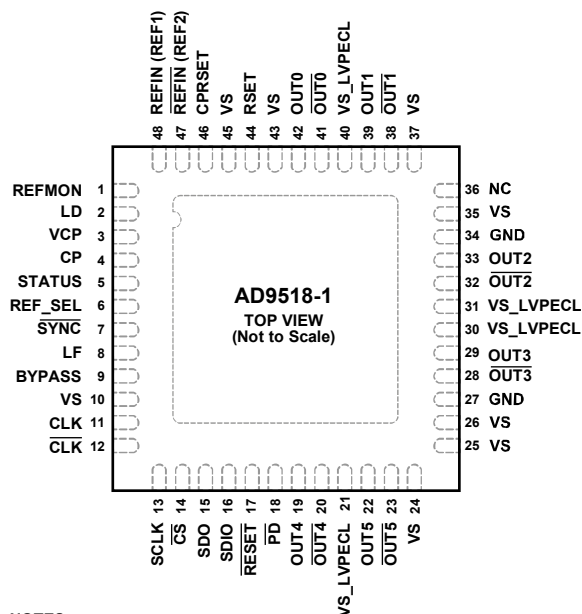 48 REFIN (REF1)
47 REFIN (REF2)
46 CPRSET
45 VS
44 RSET
43 VS
42 OUT0
41 OUT0
40 VS_LVPECL
39 OUT1
38 OUT1
37 VS
REFMON 1
LD 2
VCP 3
CP 4
STATUS 5
REF_SEL 6
SYNC 7
LF 8
BYPASS 9
VS 10
CLK 11
CLK 12
AD9518-1
TOP VIEW
(Not to Scale)
36 NC
35 VS
34 GND
33 OUT2
32 OUT2
31 VS_LVPECL
30 VS_LVPECL
29 OUT3
28 OUT3
27 GND
26 VS
25 VS
SCLK 13
CS 14
SDO 15
SDIO 16
RESET 17
PD 18
OUT4 19
OUT4 20
VS_LVPECL 21
OUT5 22
OUT5 23
VS 24